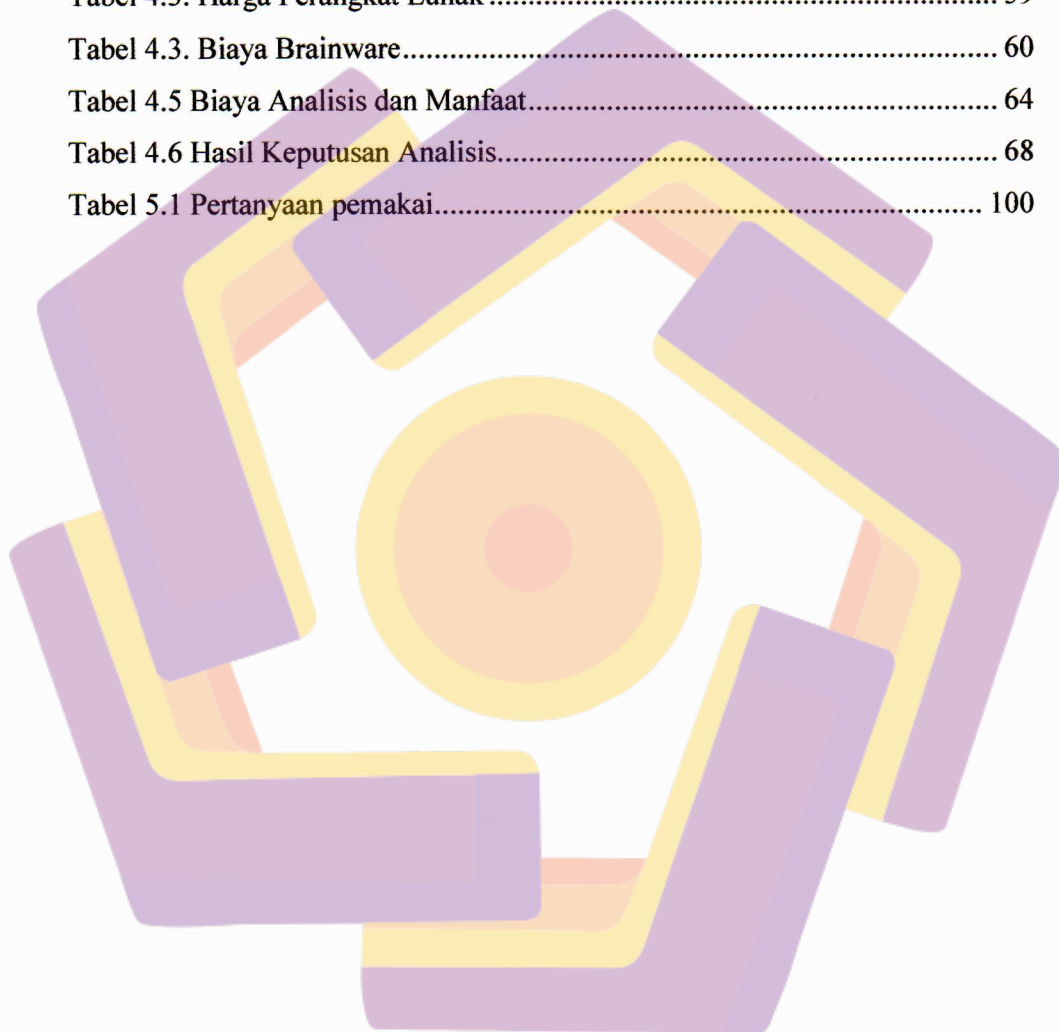 Tabel 4.3. Biaya Brainware.......................................................................... 60
Tabel 4.5 Biaya Analisis dan Manfaat.......................................................... 64
Tabel 4.6 Hasil Keputusan Analisis.............................................................. 68
Tabel 5.1 Pertanyaan pemakai..................................................................... 100